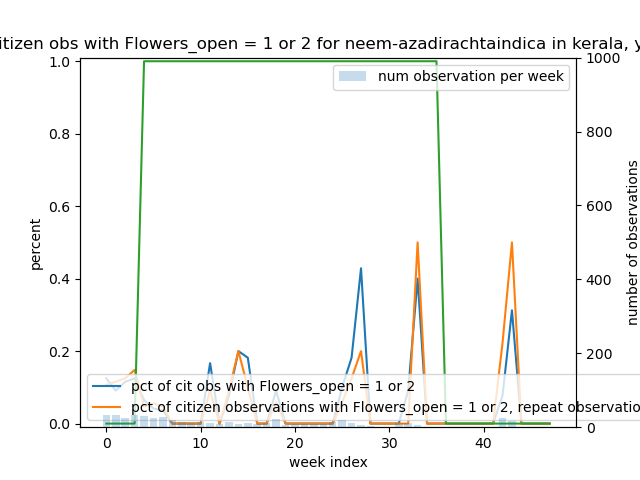 citizen obs with Flowers_open = 1 or 2 for neem-azadirachtaindica in kerala, y
num observation per week
1.0
0.8
0.6
0.4
0.2
0.0
percent
1000
800
600
400
200
0
number of observations
pct of cit obs with Flowers_open = 1 or 2
pct of citizen observations with Flowers_open = 1 or 2, repeat observatio
0 10 20 30 40
week index